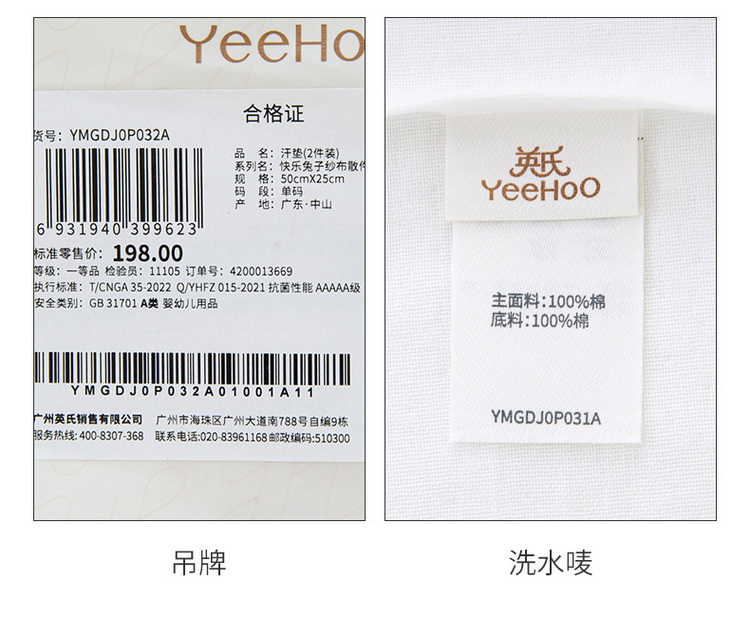 YeeHo
合格证
货号：YMGDJ0P032A
6 931940 399623
品 名：汗垫(2件装)
系列名：快乐兔子纱布散件
规 格：50cmX25cm
码 段：单码
产 地：广东·中山
标准零售价：198.00
等级：一等品 检验员：11105 订单号：4200013669
执行标准：T/CNGA 35-2022 Q/YHFZ 015-2021 抗菌性能 AAAAA级
安全类别：GB 31701 A类 婴幼儿用品
YMGDJ0P032A01001A11
广州英氏销售有限公司 广州市海珠区广州大道南788号自编9栋
服务热线: 400-8307-368 联系电话:020-83961168 邮政编码:510300
英氏
YeeHoO
主面料：100%棉
底料：100%棉
YMGDJ0P031A
吊牌
洗水唛